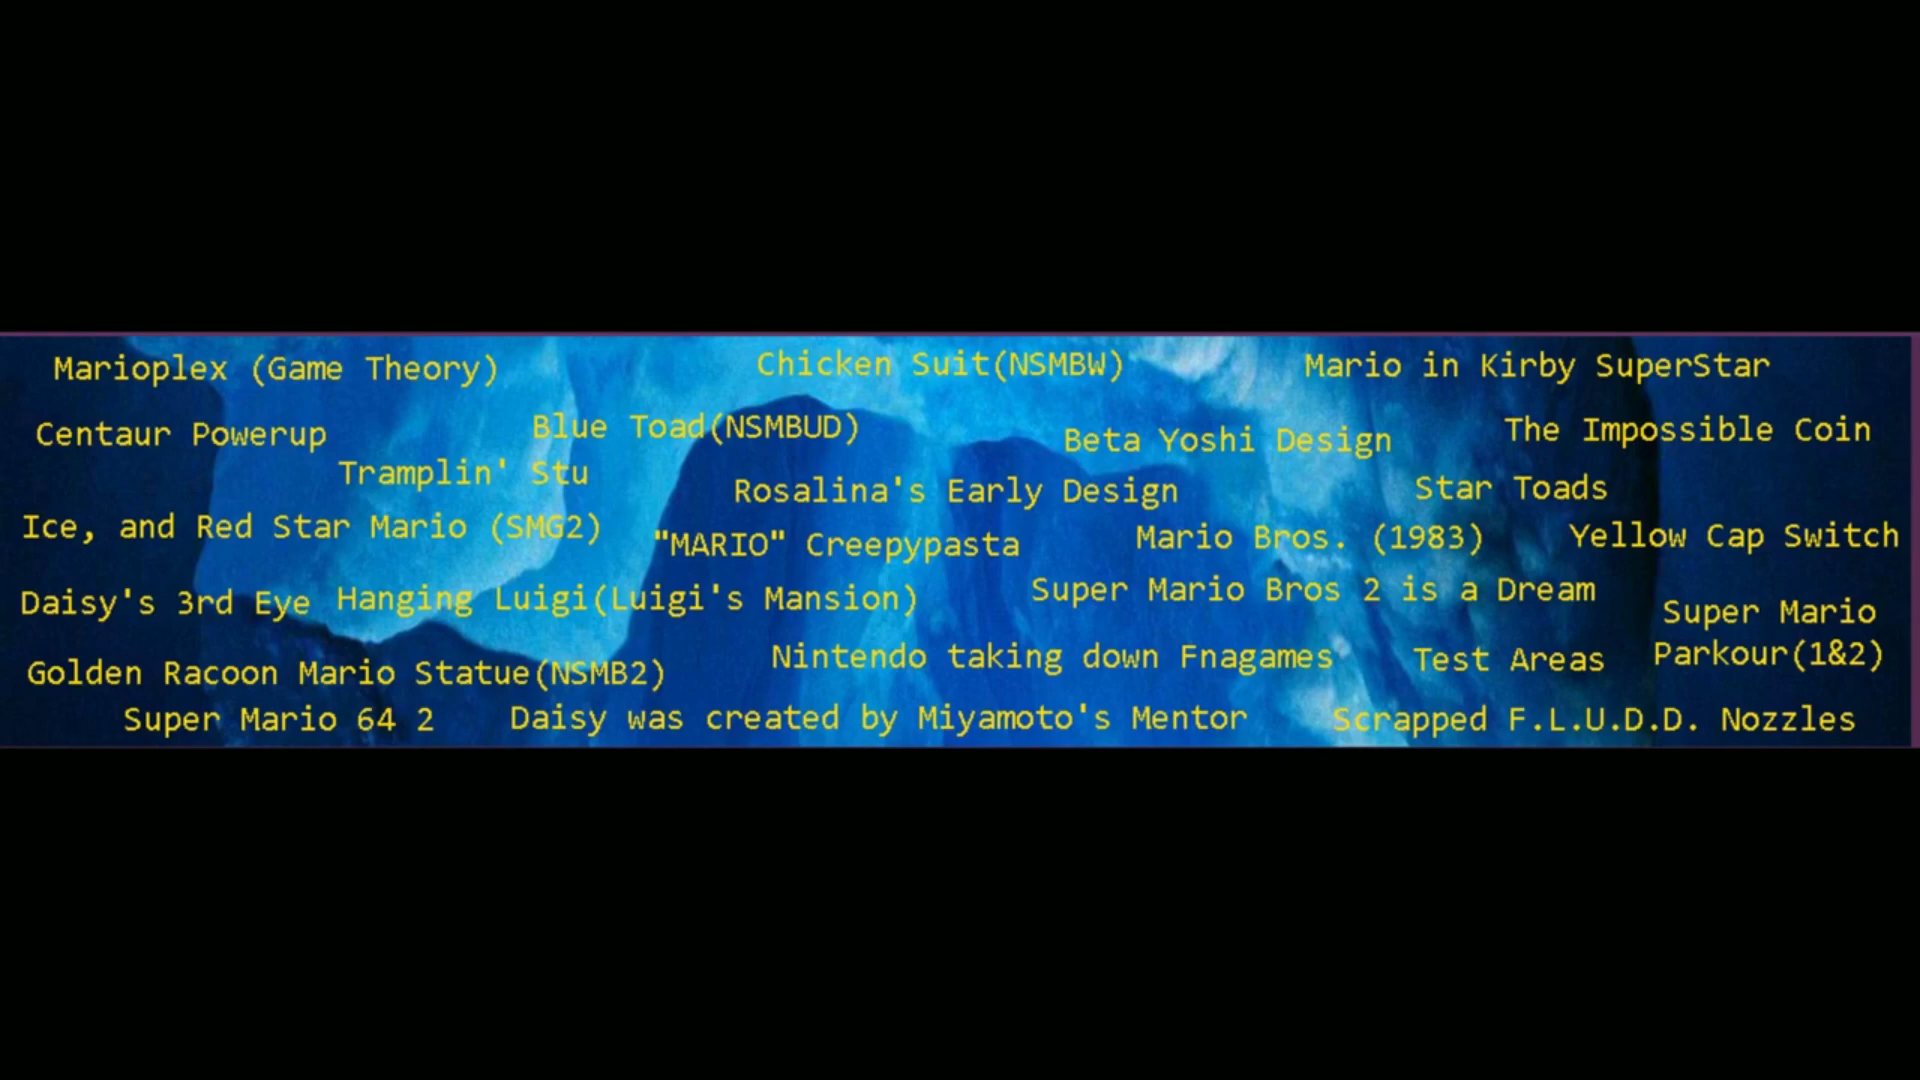 Marioplex (Game Theory)
Chicken Suit(NSMBW)
Mario in Kirby SuperStar
Centaur Powerup
Blue Toad(NSMBUD)
Beta Yoshi Design
The Impossible Coin
Tramplin' Stu
Rosalina's Early Design
Star Toads
Ice, and Red Star Mario (SMG2)
"MARIO" Creepypasta
Mario Bros. (1983)
Yellow Cap Switch
Daisy's 3rd Eye
Hanging Luigi(Luigi's Mansion)
Super Mario Bros 2 is a Dream
Super Mario
Parkour(1&2)
Golden Racoon Mario Statue(NSMB2)
Nintendo taking down Fnagames
Test Areas
Super Mario 64 2
Daisy was created by Miyamoto's Mentor
Scrapped F.L.U.D.D. Nozzles